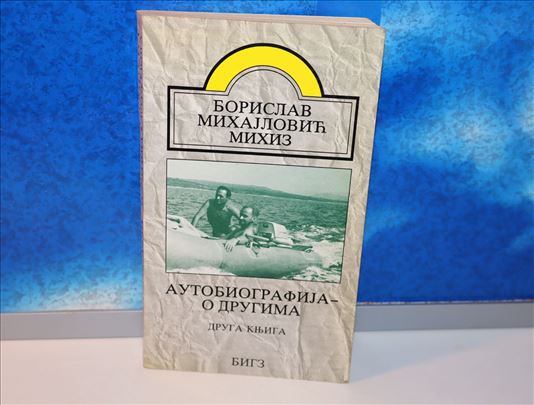 БОРИСЛАВ
МИХАЈЛОВИЋ
МИХИЗ
АУТОБИОГРАФИЈА –
О ДРУГИМА
ДРУГА КЊИГА
БИГЗ